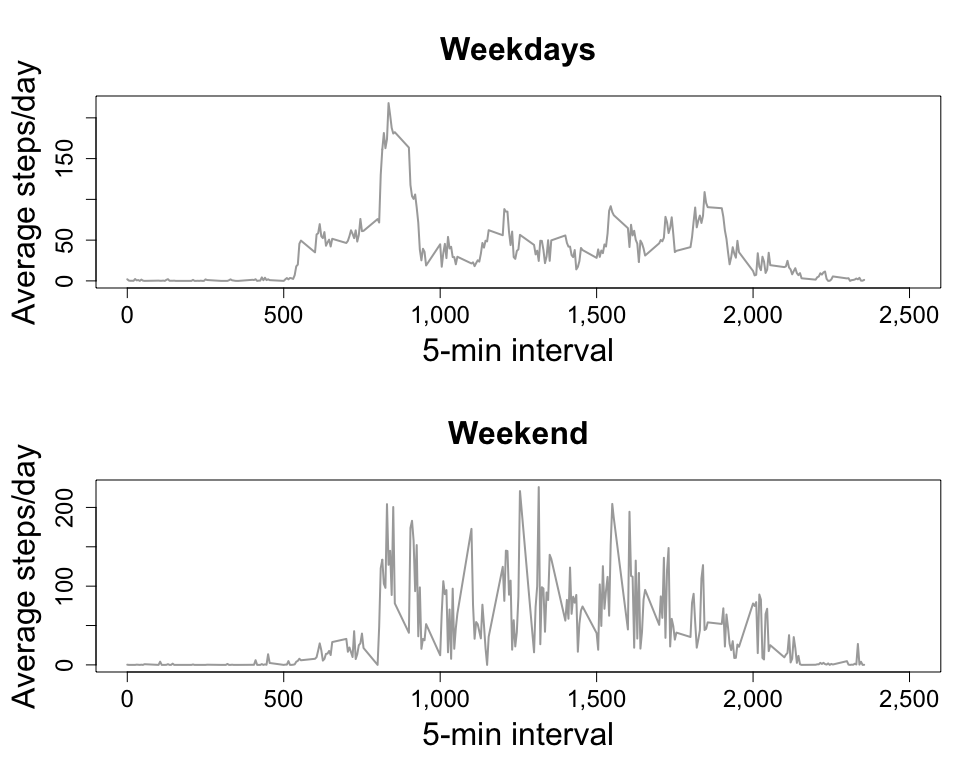 Weekdays
Average steps/day
150
50
0
0 500 1,000 1,500 2,000 2,500
5-min interval
Weekend
Average steps/day
200
100
0
0 500 1,000 1,500 2,000 2,500
5-min interval